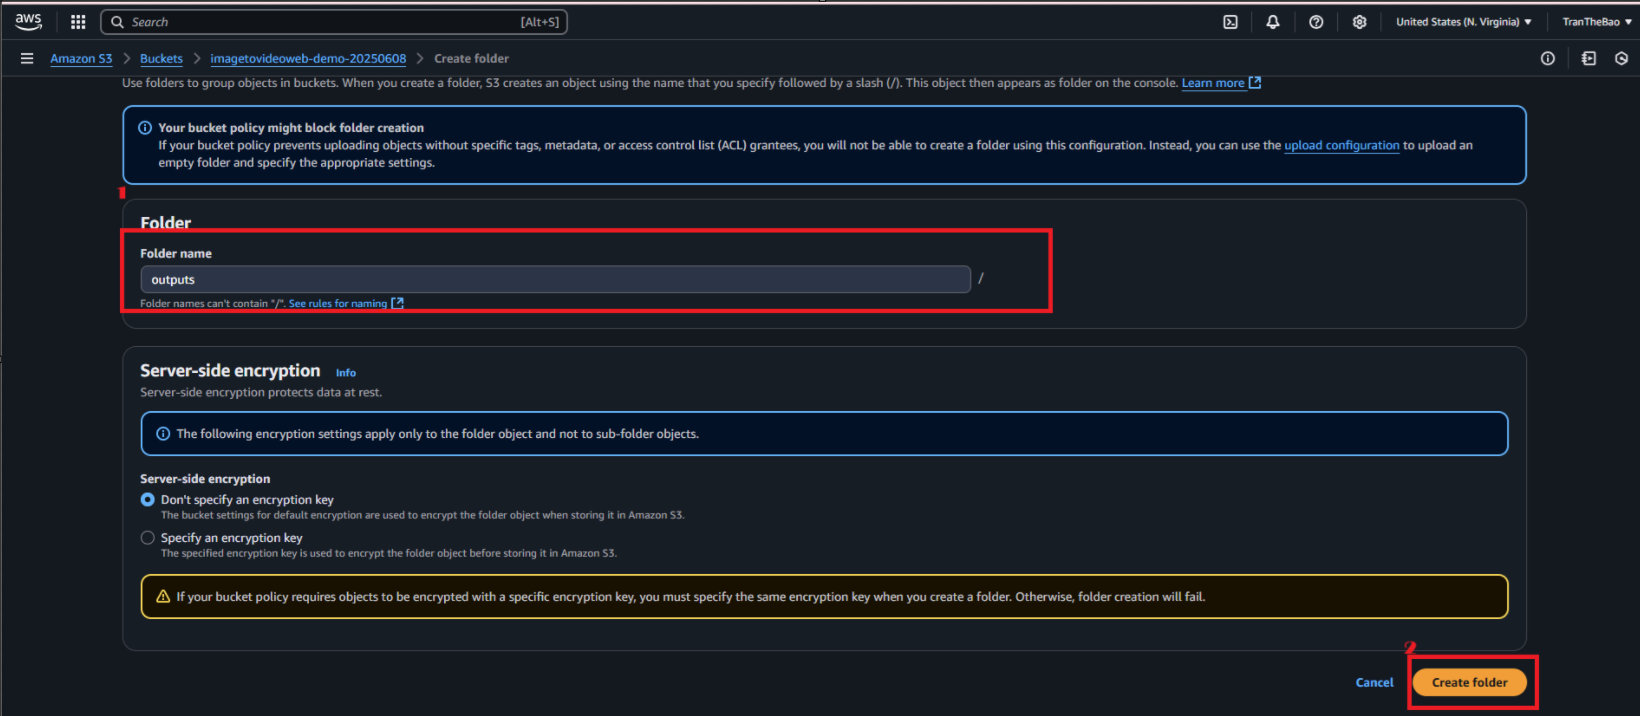 aws
Search [Alt+S]
United States (N. Virginia) ▼
TranTheBao ▼
Amazon S3 > Buckets > imagetovideoweb-demo-20250608 > Create folder
Use folders to group objects in buckets. When you create a folder, S3 creates an object using the name that you specify followed by a slash (/). This object then appears as folder on the console. Learn more
Your bucket policy might block folder creation
If your bucket policy prevents uploading objects without specific tags, metadata, or access control list (ACL) grantees, you will not be able to create a folder using this configuration. Instead, you can use the upload configuration to upload an
empty folder and specify the appropriate settings.
1
Folder
Folder name
outputs /
Folder names can't contain "/". See rules for naming
Server-side encryption Info
Server-side encryption protects data at rest.
The following encryption settings apply only to the folder object and not to sub-folder objects.
Server-side encryption
Don't specify an encryption key
The bucket settings for default encryption are used to encrypt the folder object when storing it in Amazon S3.
Specify an encryption key
The specified encryption key is used to encrypt the folder object before storing it in Amazon S3.
If your bucket policy requires objects to be encrypted with a specific encryption key, you must specify the same encryption key when you create a folder. Otherwise, folder creation will fail.
2
Cancel
Create folder